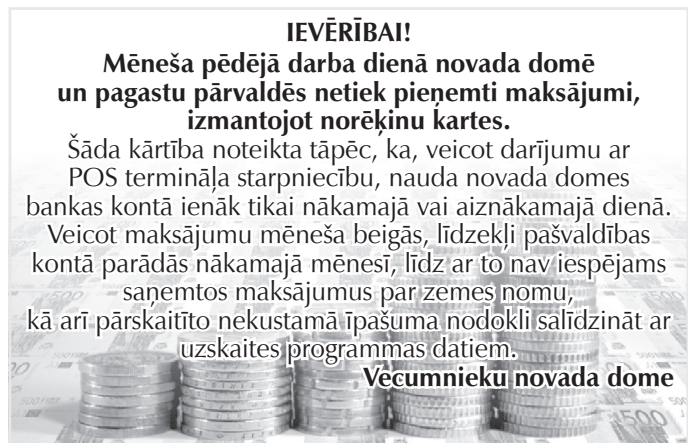 IEVĒRĪBAI!
Mēneša pēdējā darba dienā novada domē
un pagastu pārvaldēs netiek pieņemti maksājumi,
izmantojot norēķinu kartes.
Šāda kārtība noteikta tāpēc, ka, veicot darījumu ar
POS termināļa starpniecību, nauda novada domes
bankas kontā ienāk tikai nākamajā vai aiznākamajā dienā.
Veicot maksājumu mēneša beigās, līdzekļi pašvaldības
kontā parādās nākamajā mēnesī, līdz ar to nav iespējams
saņemtos maksājumus par zemes nomu,
kā arī pārskaitīto nekustamā īpašuma nodokli salīdzināt ar
uzskaites programmas datiem.
Vecumnieku novada dome